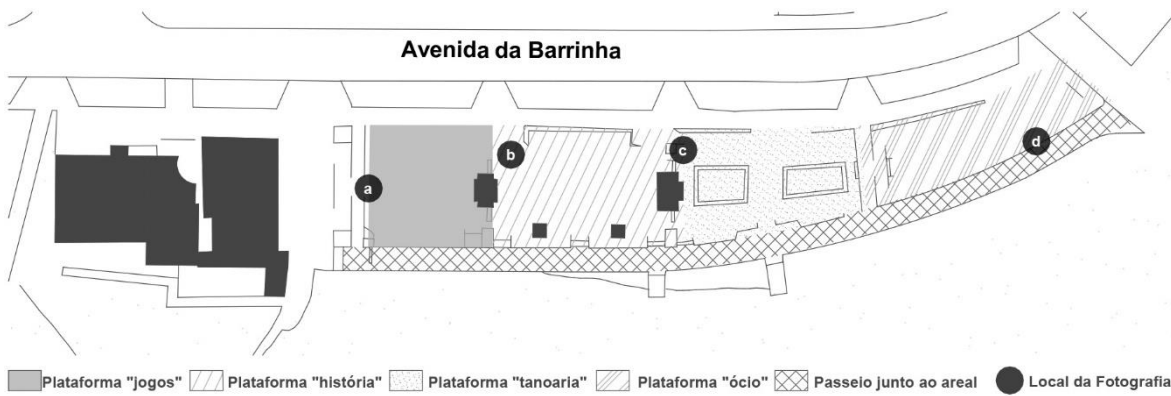 Avenida da Barrinha
a
b
c
d
Plataforma "jogos" Plataforma "história" Plataforma "tanoaria" Plataforma "ócio" Passeio junto ao areal Local da Fotografia